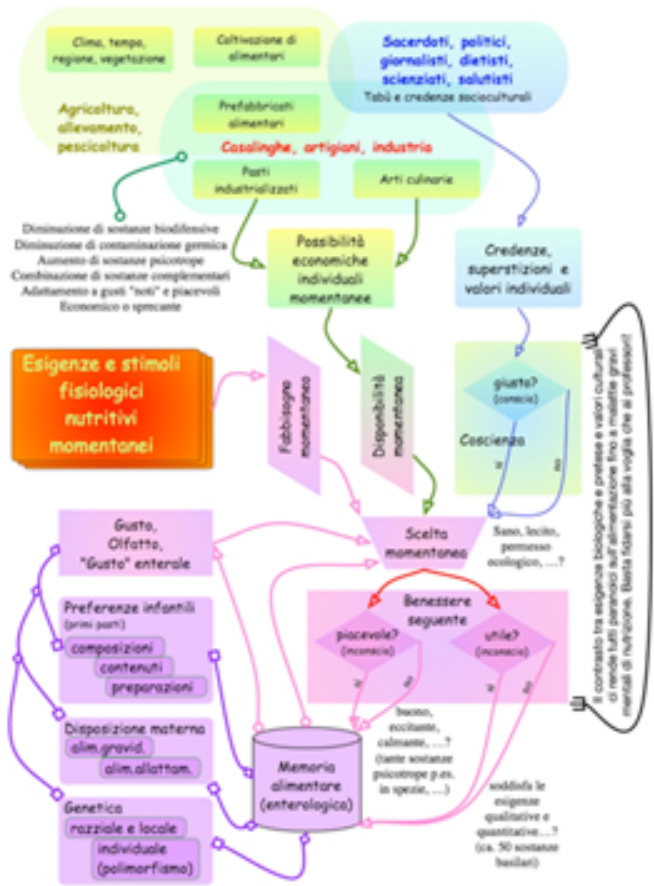 Clima, tempo,
regione, vegetazione
Coltivazione di
alimentari
Sacerdoti, politici,
giornalisti, dietisti,
scienziati, salutisti
Tabù e credenze socioculturali
Agricoltura,
allevamento,
pescicoltura
Prefabbricati
alimentari
Casalinghe, artigiani, industria
Pasti
industrializzati
Arti culinarie
Diminuzione di sostanze biodifensive
Diminuzione di contaminazione germica
Aumento di sostanze psicotrope
Combinazione di sostanze complementari
Adattamento a gusti "noti" e piacevoli
Economico o sprecante
Possibilità
economiche
individuali
momentanee
Credenze,
superstizioni e
valori individuali
Esigenze e stimoli
fisiologici
nutritivi
momentanei
Fabbisogno
momentaneo
Disponibilità
momentanea
giusto?
(conscio)
Coscienza
sì
no
Il contrasto tra esigenze biologiche e pretese e valori culturali
ci rende tutti paranoici sull'alimentazione fino a malattie gravi
mentali di nutrizione. Basta fidarsi più alla voglia che ai professori!
Gusto,
Olfatto,
"Gusto" enterale
Scelta
momentanea
Sano, lecito,
permesso
ecologico, …?
Preferenze infantili
(primi pasti)
composizioni
contenuti
preparazioni
Benessere
seguente
piacevole?
(inconscio)
utile?
(inconscio)
sì
no
sì
no
Disposizione materna
alim.gravid.
alim.allattam.
Memoria
alimentare
(enterologica)
buono,
eccitante,
calmante, …?
(tante sostanze
psicotrope p.es.
in spezie, …)
Genetica
razziale e locale
individuale
(polimorfismo)
soddisfa le
esigenze
qualitative e
quantitative…?
(ca. 50 sostanze
basilari)